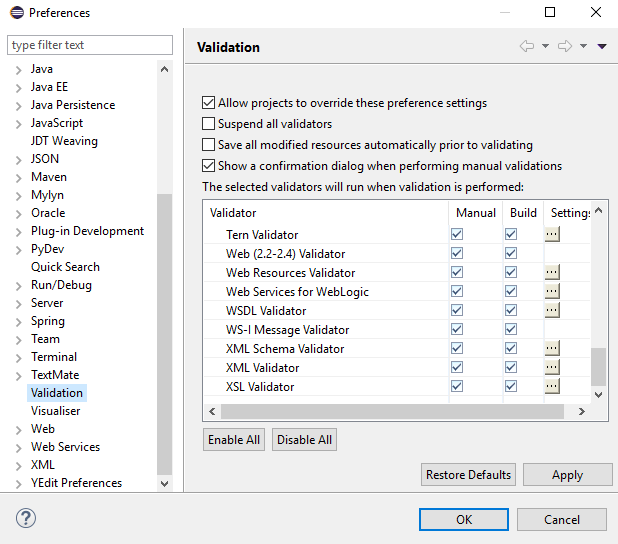 Preferences
type filter text
Java
Java EE
Java Persistence
JavaScript
JDT Weaving
JSON
Maven
Mylyn
Oracle
Plug-in Development
PyDev
Quick Search
Run/Debug
Server
Spring
Team
Terminal
TextMate
Validation
Visualiser
Web
Web Services
XML
YEdit Preferences
Validation
Allow projects to override these preference settings
Suspend all validators
Save all modified resources automatically prior to validating
Show a confirmation dialog when performing manual validations
The selected validators will run when validation is performed:
Validator Manual Build Settings
Tern Validator ...
Web (2.2-2.4) Validator
Web Resources Validator ...
Web Services for WebLogic ...
WSDL Validator ...
WS-I Message Validator
XML Schema Validator ...
XML Validator ...
XSL Validator ...
Enable All Disable All
Restore Defaults Apply
? OK Cancel